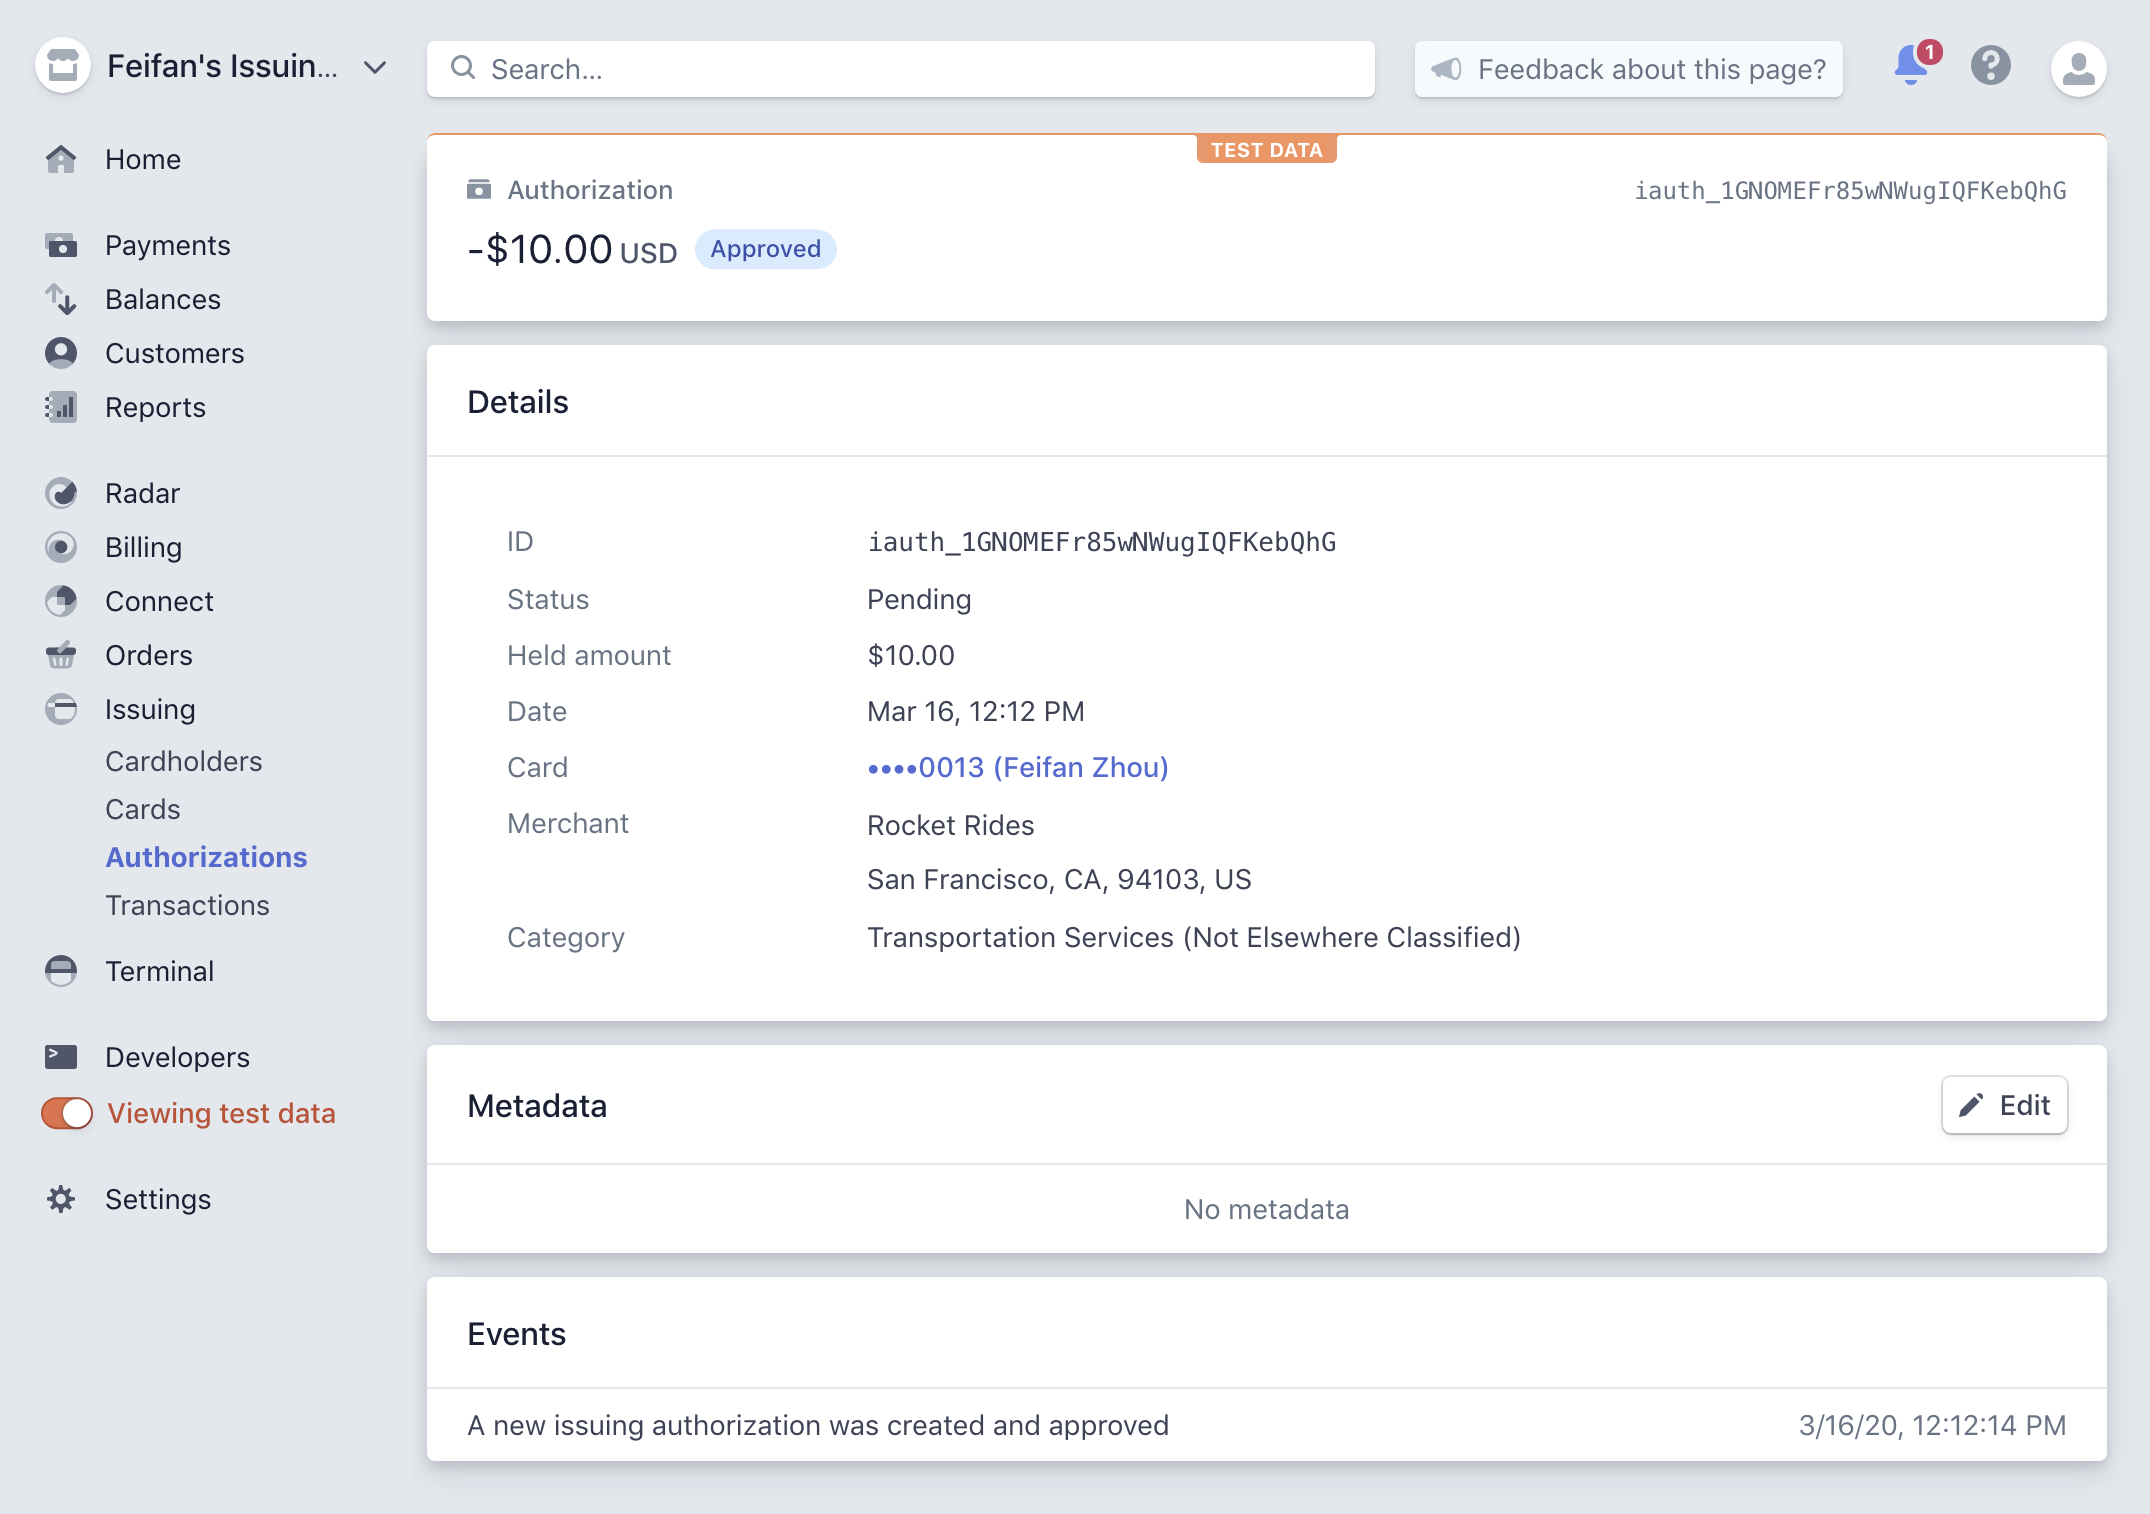 Feifan's Issuin...
Search...
Feedback about this page?
1
Home
Payments
Balances
Customers
Reports
Radar
Billing
Connect
Orders
Issuing
Cardholders
Cards
Authorizations
Transactions
Terminal
Developers
Viewing test data
Settings
TEST DATA
Authorization
iauth_1GNOMEFr85wNWugIQFKebQhG
-$10.00 USD Approved
Details
ID iauth_1GNOMEFr85wNWugIQFKebQhG
Status Pending
Held amount $10.00
Date Mar 16, 12:12 PM
Card ••••0013 (Feifan Zhou)
Merchant Rocket Rides
San Francisco, CA, 94103, US
Category Transportation Services (Not Elsewhere Classified)
Metadata
Edit
No metadata
Events
A new issuing authorization was created and approved 3/16/20, 12:12:14 PM